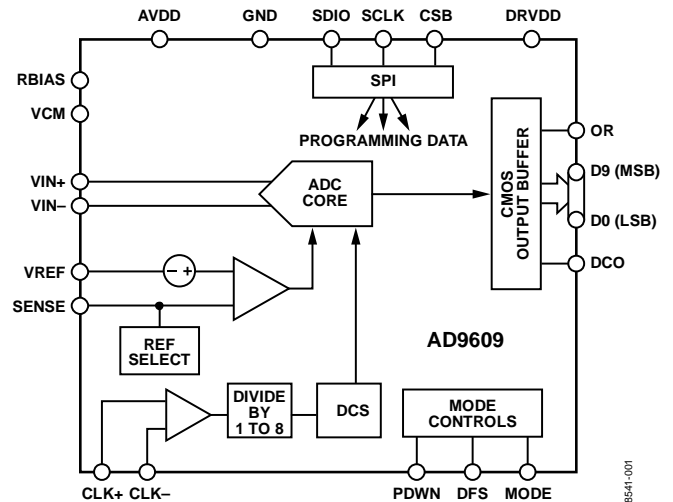 AVDD GND SDIO SCLK CSB DRVDD
RBIAS
SPI
VCM
PROGRAMMING DATA
OR
VIN+
ADC
CORE
CMOS
OUTPUT BUFFER
D9 (MSB)
VIN–
D0 (LSB)
VREF
– +
DCO
SENSE
REF
SELECT
AD9609
DIVIDE
BY
1 TO 8
DCS
MODE
CONTROLS
CLK+ CLK– PDWN DFS MODE
8541-001